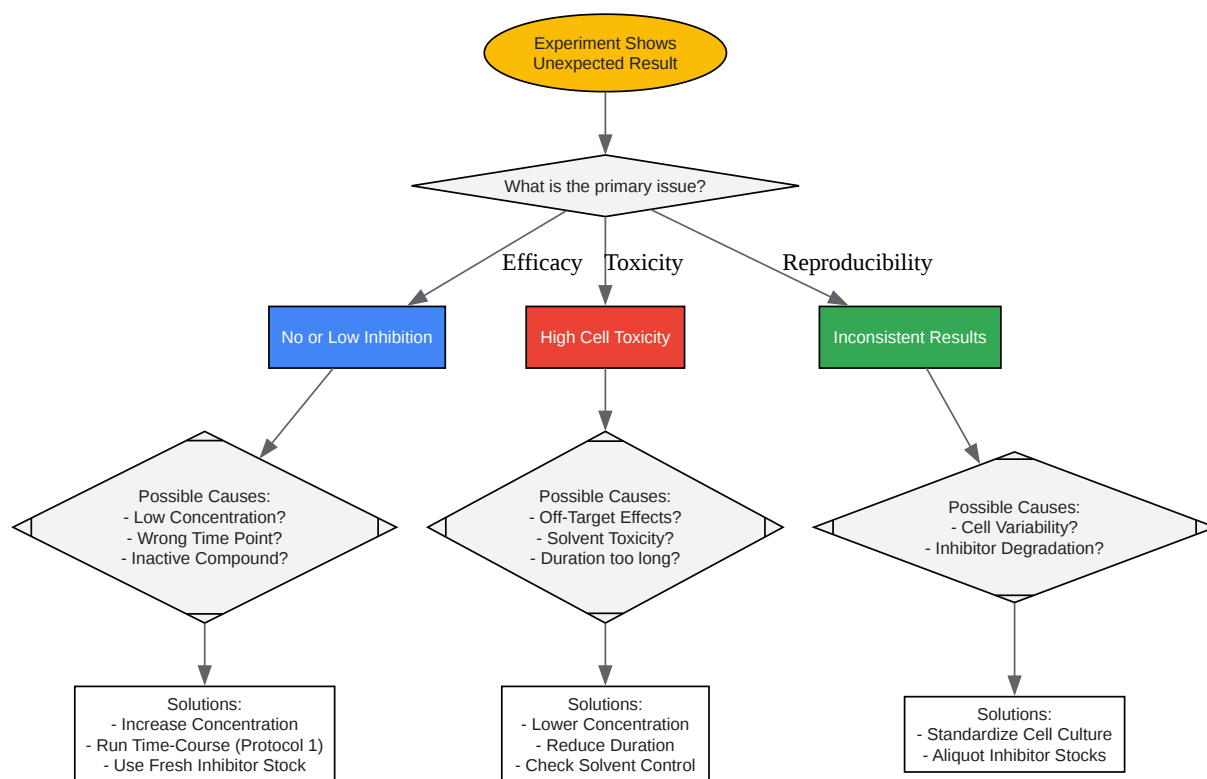 Experiment Shows
Unexpected Result
What is the primary issue?
Efficacy
Toxicity
Reproducibility
No or Low Inhibition
High Cell Toxicity
Inconsistent Results
Possible Causes:
- Low Concentration?
- Wrong Time Point?
- Inactive Compound?
Possible Causes:
- Off-Target Effects?
- Solvent Toxicity?
- Duration too long?
Possible Causes:
- Cell Variability?
- Inhibitor Degradation?
Solutions:
- Increase Concentration
- Run Time-Course (Protocol 1)
- Use Fresh Inhibitor Stock
Solutions:
- Lower Concentration
- Reduce Duration
- Check Solvent Control
Solutions:
- Standardize Cell Culture
- Aliquot Inhibitor Stocks